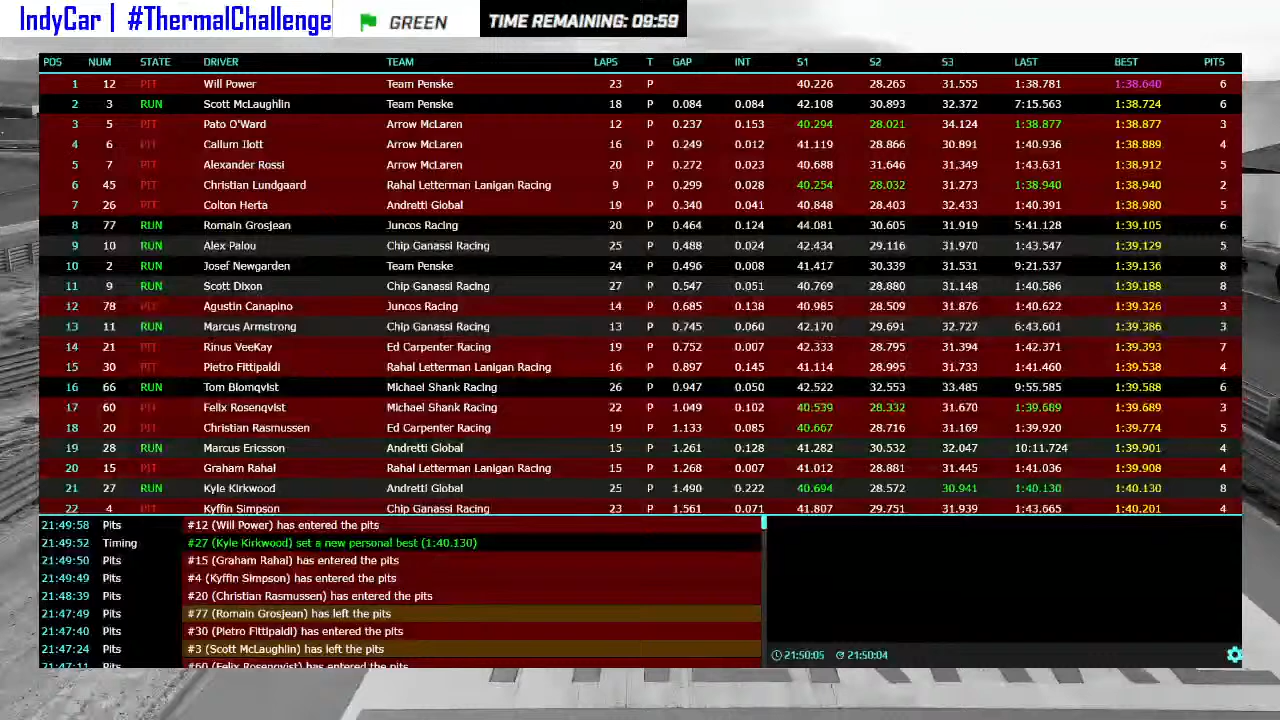 IndyCar | #ThermalChallenge GREEN TIME REMAINING: 09:59
POS NUM STATE DRIVER TEAM LAPS T GAP INT S1 S2 S3 LAST BEST PITS
1 12 PIT Will Power Team Penske 23 P 40.226 28.265 31.555 1:38.781 1:38.640 6
2 3 RUN Scott McLaughlin Team Penske 18 P 0.084 0.084 42.108 30.893 32.372 7:15.563 1:38.724 6
3 5 PIT Pato O'Ward Arrow McLaren 12 P 0.237 0.153 40.294 28.021 34.124 1:38.877 1:38.877 3
4 6 PIT Callum Ilott Arrow McLaren 16 P 0.249 0.012 41.119 28.866 30.891 1:40.936 1:38.889 4
5 7 PIT Alexander Rossi Arrow McLaren 20 P 0.272 0.023 40.688 31.646 31.349 1:43.631 1:38.912 5
6 45 PIT Christian Lundgaard Rahal Letterman Lanigan Racing 9 P 0.299 0.028 40.254 28.032 31.273 1:38.940 1:38.940 2
7 26 PIT Colton Herta Andretti Global 19 P 0.340 0.041 40.848 28.403 32.433 1:40.391 1:38.980 5
8 77 RUN Romain Grosjean Juncos Racing 20 P 0.464 0.124 44.081 30.605 31.919 5:41.128 1:39.105 6
9 10 RUN Alex Palou Chip Ganassi Racing 25 P 0.488 0.024 42.434 29.116 31.970 1:43.547 1:39.129 5
10 2 RUN Josef Newgarden Team Penske 24 P 0.496 0.008 41.417 30.339 31.531 9:21.537 1:39.136 8
11 9 RUN Scott Dixon Chip Ganassi Racing 27 P 0.547 0.051 40.769 28.880 31.148 1:40.586 1:39.188 8
12 78 PIT Agustin Canapino Juncos Racing 14 P 0.685 0.138 40.985 28.509 31.876 1:40.622 1:39.326 3
13 11 RUN Marcus Armstrong Chip Ganassi Racing 13 P 0.745 0.060 42.170 29.691 32.727 6:43.601 1:39.386 3
14 21 PIT Rinus VeeKay Ed Carpenter Racing 19 P 0.752 0.007 42.333 28.795 31.394 1:42.371 1:39.393 7
15 30 PIT Pietro Fittipaldi Rahal Letterman Lanigan Racing 16 P 0.897 0.145 41.114 28.995 31.733 1:41.460 1:39.538 4
16 66 RUN Tom Blomqvist Michael Shank Racing 26 P 0.947 0.050 42.522 32.553 33.485 9:55.585 1:39.588 6
17 60 PIT Felix Rosenqvist Michael Shank Racing 22 P 1.049 0.102 40.539 28.332 31.670 1:39.689 1:39.689 3
18 20 PIT Christian Rasmussen Ed Carpenter Racing 19 P 1.133 0.085 40.667 28.716 31.169 1:39.920 1:39.774 5
19 28 RUN Marcus Ericsson Andretti Global 15 P 1.261 0.128 41.282 30.532 32.047 10:11.724 1:39.901 4
20 15 PIT Graham Rahal Rahal Letterman Lanigan Racing 15 P 1.268 0.007 41.012 28.881 31.445 1:41.036 1:39.908 4
21 27 RUN Kyle Kirkwood Andretti Global 25 P 1.490 0.222 40.694 28.572 30.941 1:40.130 1:40.130 8
22 4 PIT Kyffin Simpson Chip Ganassi Racing 23 P 1.561 0.071 41.807 29.751 31.939 1:43.665 1:40.201 4
21:49:58 Pits #12 (Will Power) has entered the pits
21:49:52 Timing #27 (Kyle Kirkwood) set a new personal best (1:40.130)
21:49:50 Pits #15 (Graham Rahal) has entered the pits
21:49:49 Pits #4 (Kyffin Simpson) has entered the pits
21:48:39 Pits #20 (Christian Rasmussen) has entered the pits
21:47:49 Pits #77 (Romain Grosjean) has left the pits
21:47:40 Pits #30 (Pietro Fittipaldi) has entered the pits
21:47:24 Pits #3 (Scott McLaughlin) has left the pits
21:47:11 Pits #60 (Felix Rosenqvist) has entered the pits
21:50:05 21:50:04